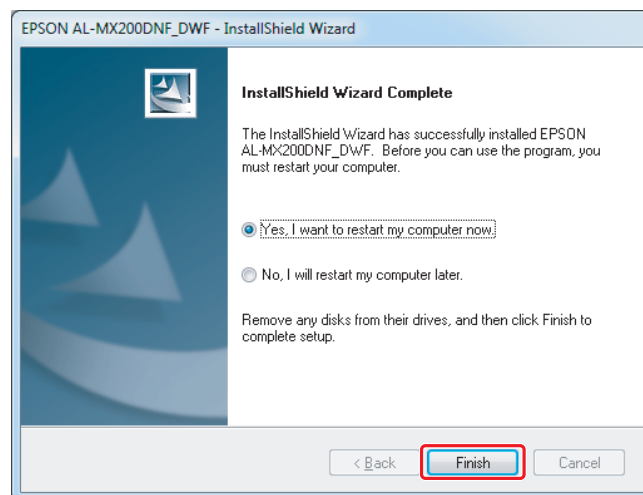 EPSON AL-MX200DNF_DWF - InstallShield Wizard
InstallShield Wizard Complete
The InstallShield Wizard has successfully installed EPSON
AL-MX200DNF_DWF.  Before you can use the program, you
must restart your computer.
Yes, I want to restart my computer now.
No, I will restart my computer later.
Remove any disks from their drives, and then click Finish to
complete setup.
< Back
Finish
Cancel